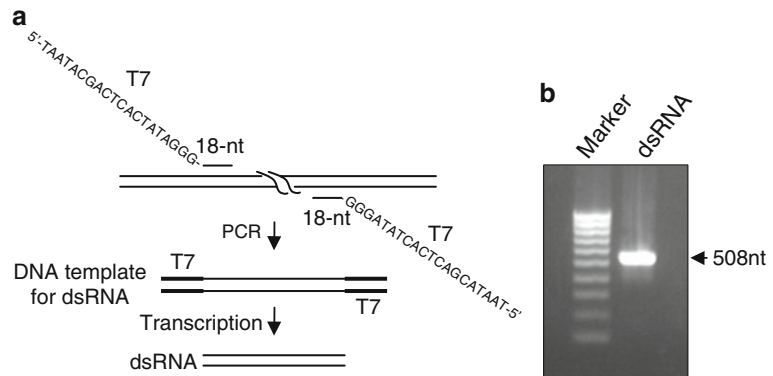 a
5'-TAATACGACTCACTATAGGG-
T7
18-nt
18-nt
GGGATATCACTCAGCATAAT-5'
T7
PCR
DNA template
for dsRNA
T7
T7
Transcription
dsRNA
b
Marker
dsRNA
508nt